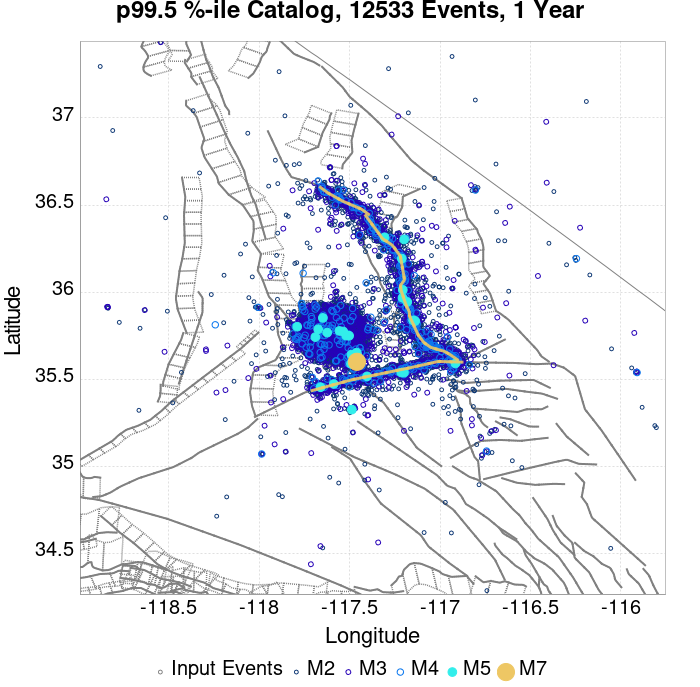 p99.5 %-ile Catalog, 12533 Events, 1 Year
37
36.5
36
35.5
35
34.5
Latitude
-118.5 -118 -117.5 -117 -116.5 -116
Longitude
Input Events M2 M3 M4 M5 M7